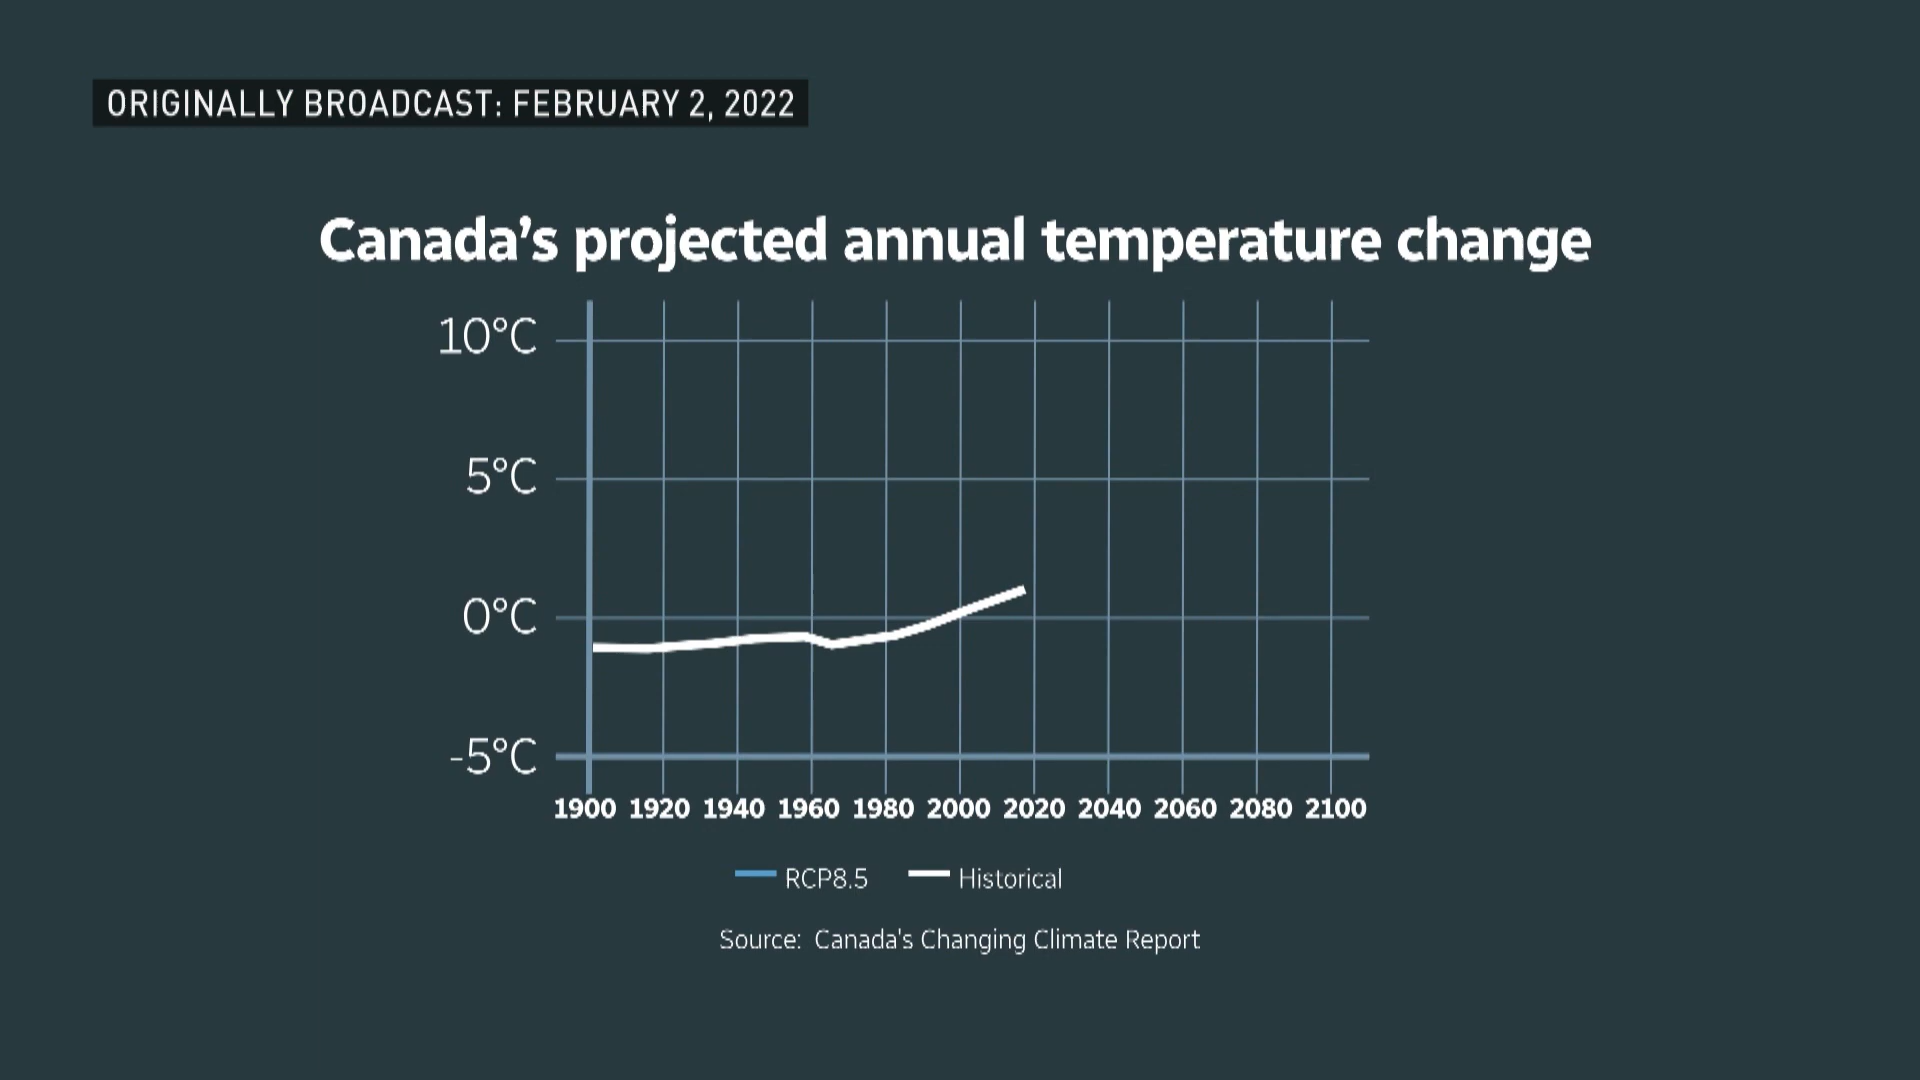 ORIGINALLY BROADCAST: FEBRUARY 2, 2022
Canada's projected annual temperature change
10°C
5°C
0°C
-5°C
1900 1920 1940 1960 1980 2000 2020 2040 2060 2080 2100
RCP8.5 Historical
Source: Canada's Changing Climate Report